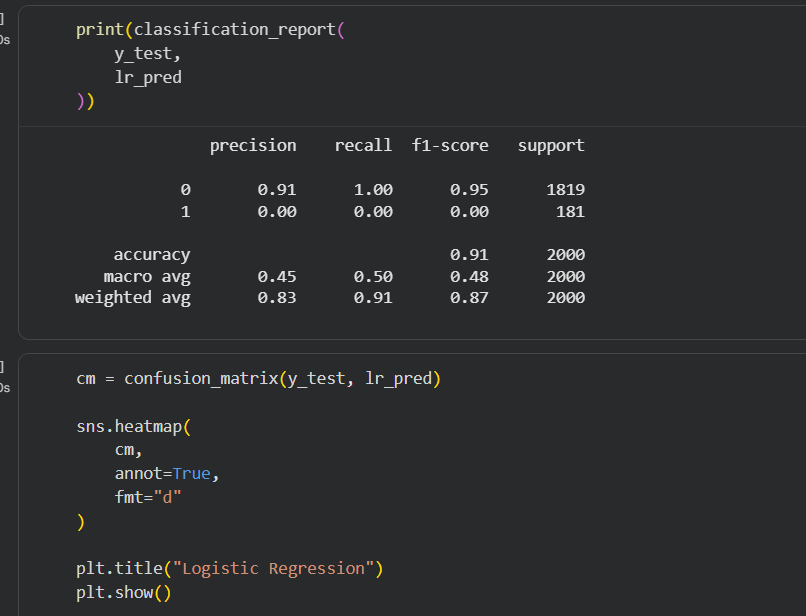 ]
0s
print(classification_report(
    y_test,
    lr_pred
))
              precision    recall  f1-score   support
           0       0.91      1.00      0.95      1819
           1       0.00      0.00      0.00       181
    accuracy                           0.91      2000
   macro avg       0.45      0.50      0.48      2000
weighted avg       0.83      0.91      0.87      2000
]
0s
cm = confusion_matrix(y_test, lr_pred)
sns.heatmap(
    cm,
    annot=True,
    fmt="d"
)
plt.title("Logistic Regression")
plt.show()